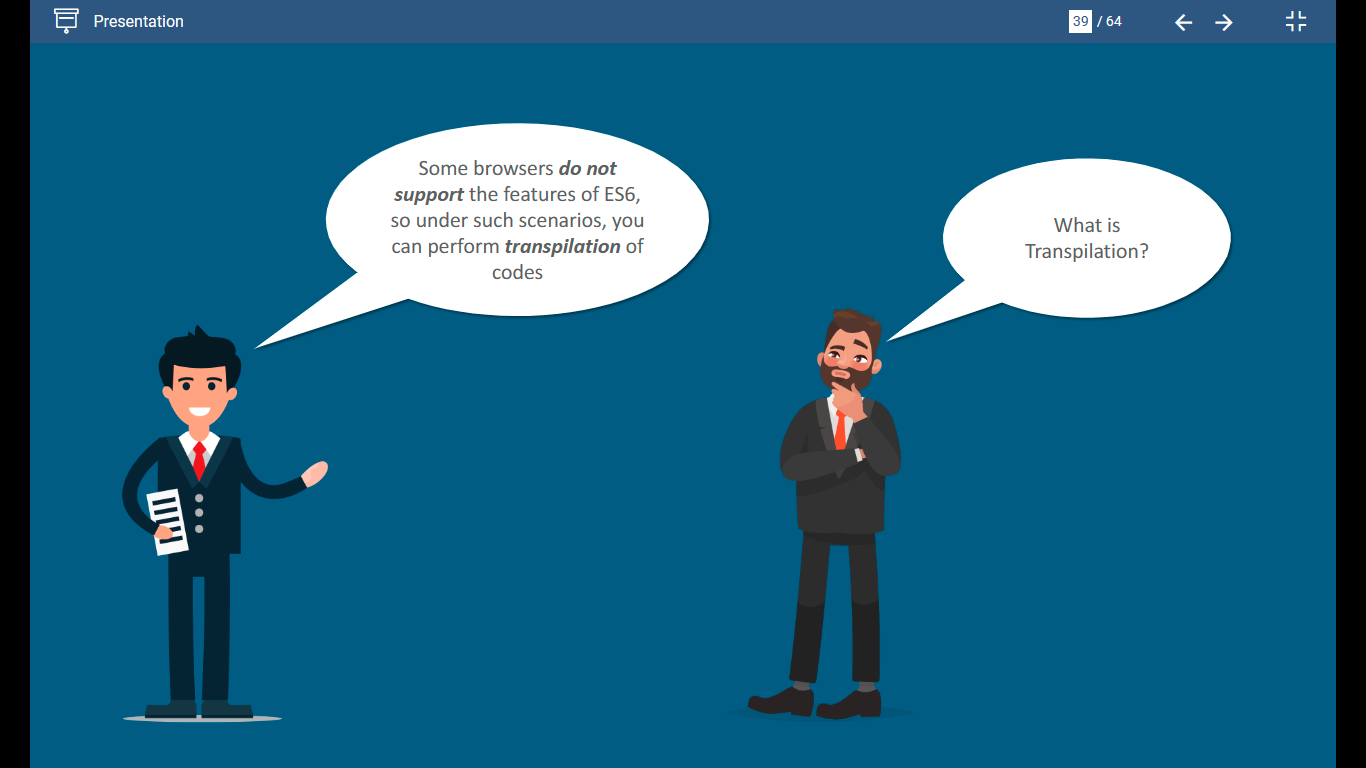 Presentation
39 / 64
Some browsers do not
support the features of ES6,
so under such scenarios, you
can perform transpilation of
codes
What is
Transpilation?